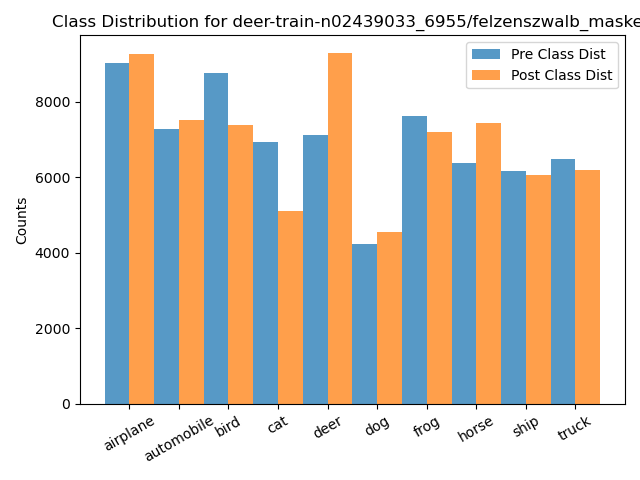 Class Distribution for deer-train-n02439033_6955/felzenszwalb_maske
Pre Class Dist
Post Class Dist
Counts
8000
6000
4000
2000
0
airplane
automobile
bird
cat
deer
dog
frog
horse
ship
truck